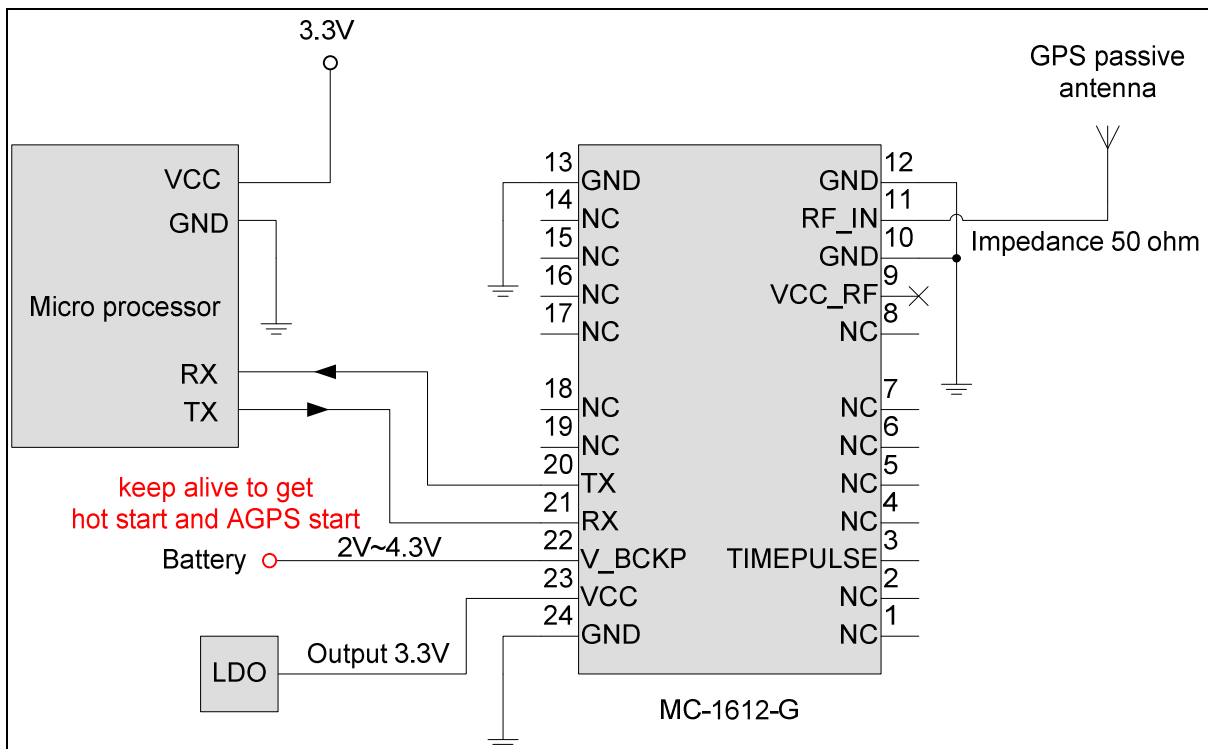 3.3V
GPS passive
antenna
VCC
GND
Micro processor
RX
TX
keep alive to get
hot start and AGPS start
Battery
2V~4.3V
LDO
Output 3.3V
13
GND
14
NC
15
NC
16
NC
17
NC
18
NC
19
NC
20
TX
21
RX
22
V_BCKP
23
VCC
24
GND
12
GND
11
RF_IN
10
GND
9
VCC_RF
8
NC
7
NC
6
NC
5
NC
4
NC
3
TIMEPULSE
2
NC
1
NC
Impedance 50 ohm
MC-1612-G